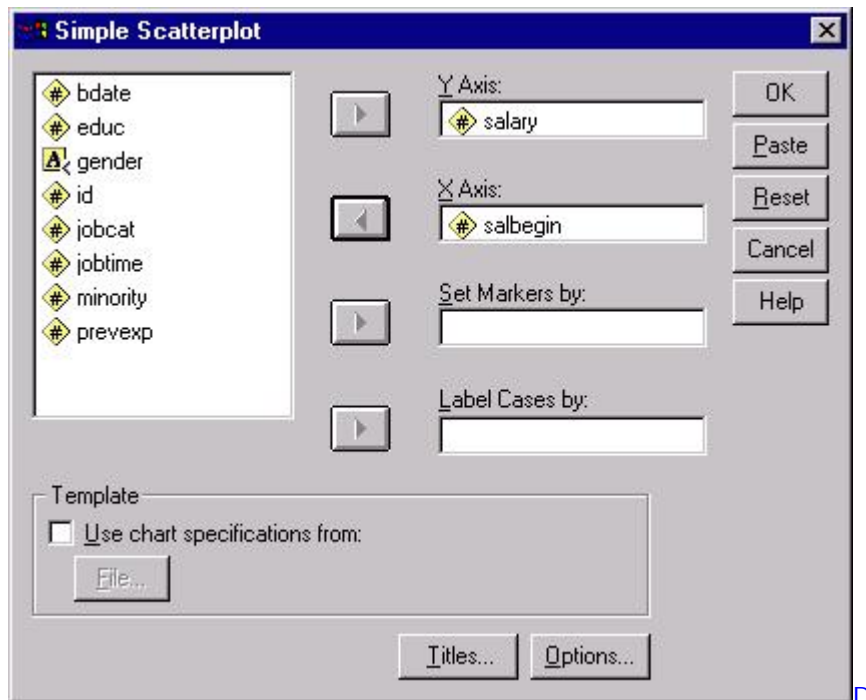 Simple Scatterplot
bdate
educ
gender
id
jobcat
jobtime
minority
prevexp
Y Axis:
salary
X Axis:
salbegin
Set Markers by:
Label Cases by:
OK
Paste
Reset
Cancel
Help
Template
Use chart specifications from:
File...
Titles...
Options...